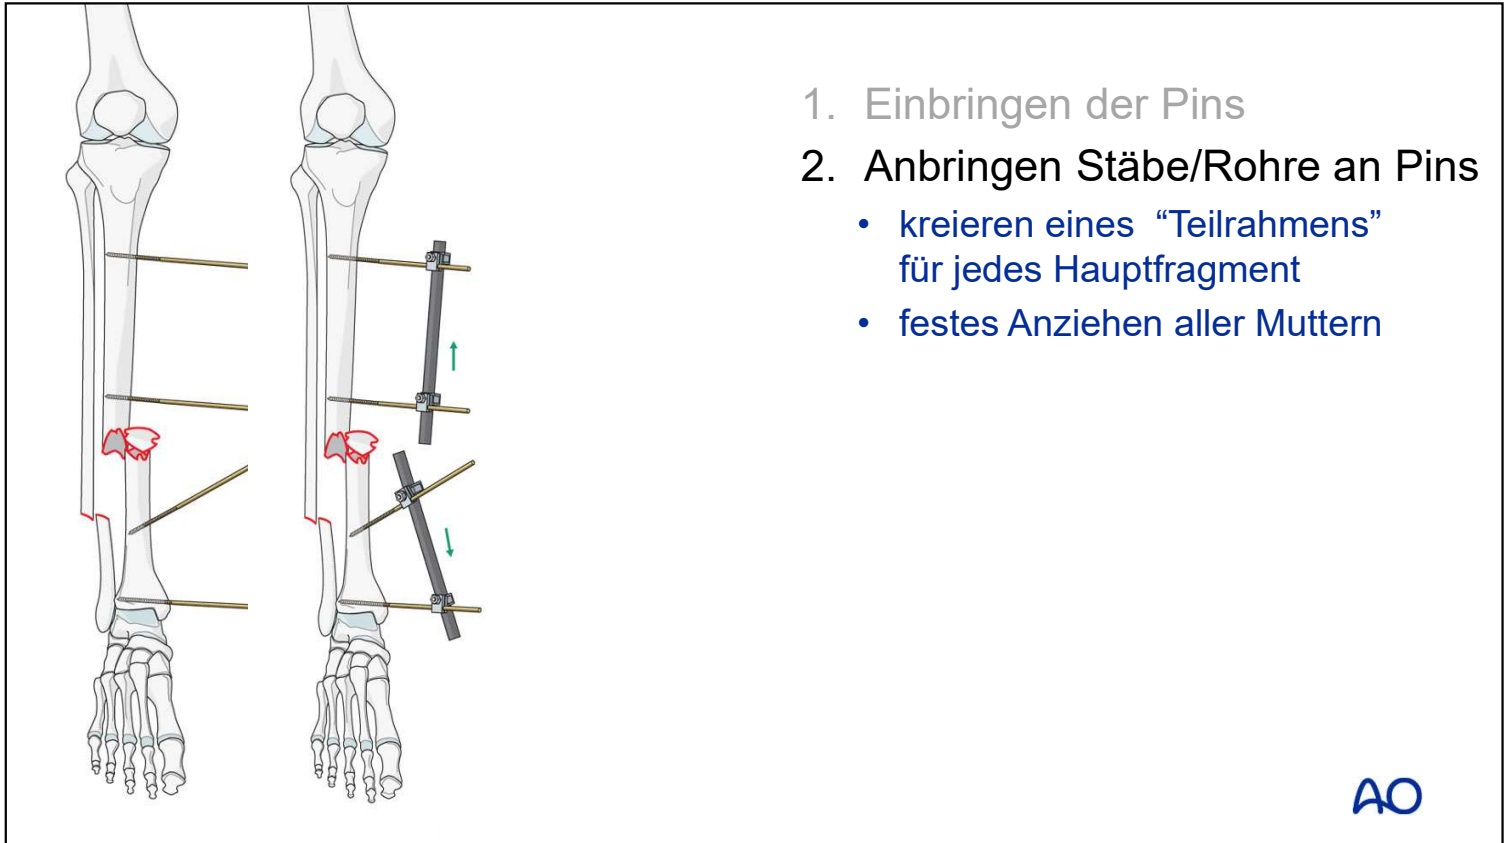 1. Einbringen der Pins
2. Anbringen Stäbe/Rohre an Pins
• kreieren eines “Teilrahmens”
für jedes Hauptfragment
• festes Anziehen aller Muttern
AO